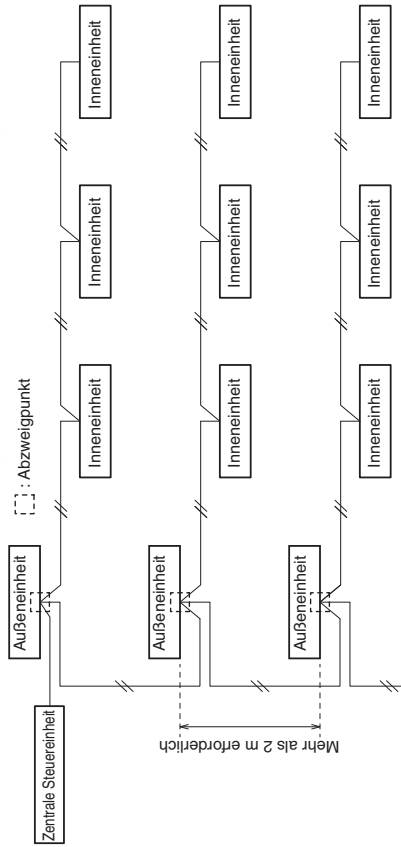 : Abzweigpunkt
Zentrale Steuereinheit
Außeneinheit
Inneneinheit
Inneneinheit
Inneneinheit
Außeneinheit
Inneneinheit
Inneneinheit
Inneneinheit
Mehr als 2 m erforderlich
Außeneinheit
Inneneinheit
Inneneinheit
Inneneinheit